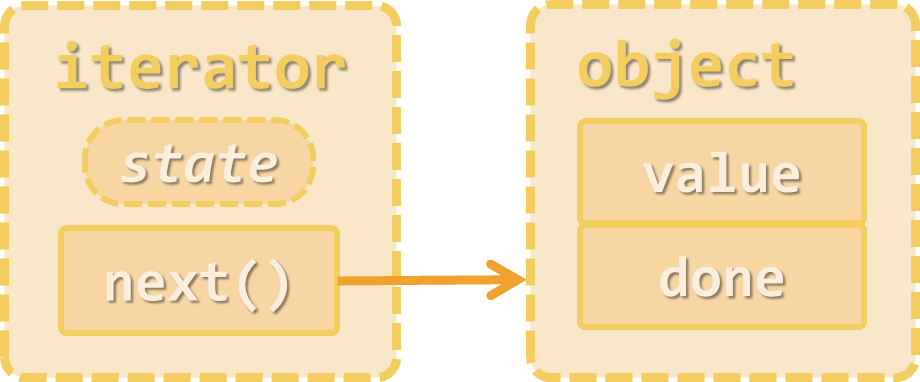 iterator
state
next()
object
value
done